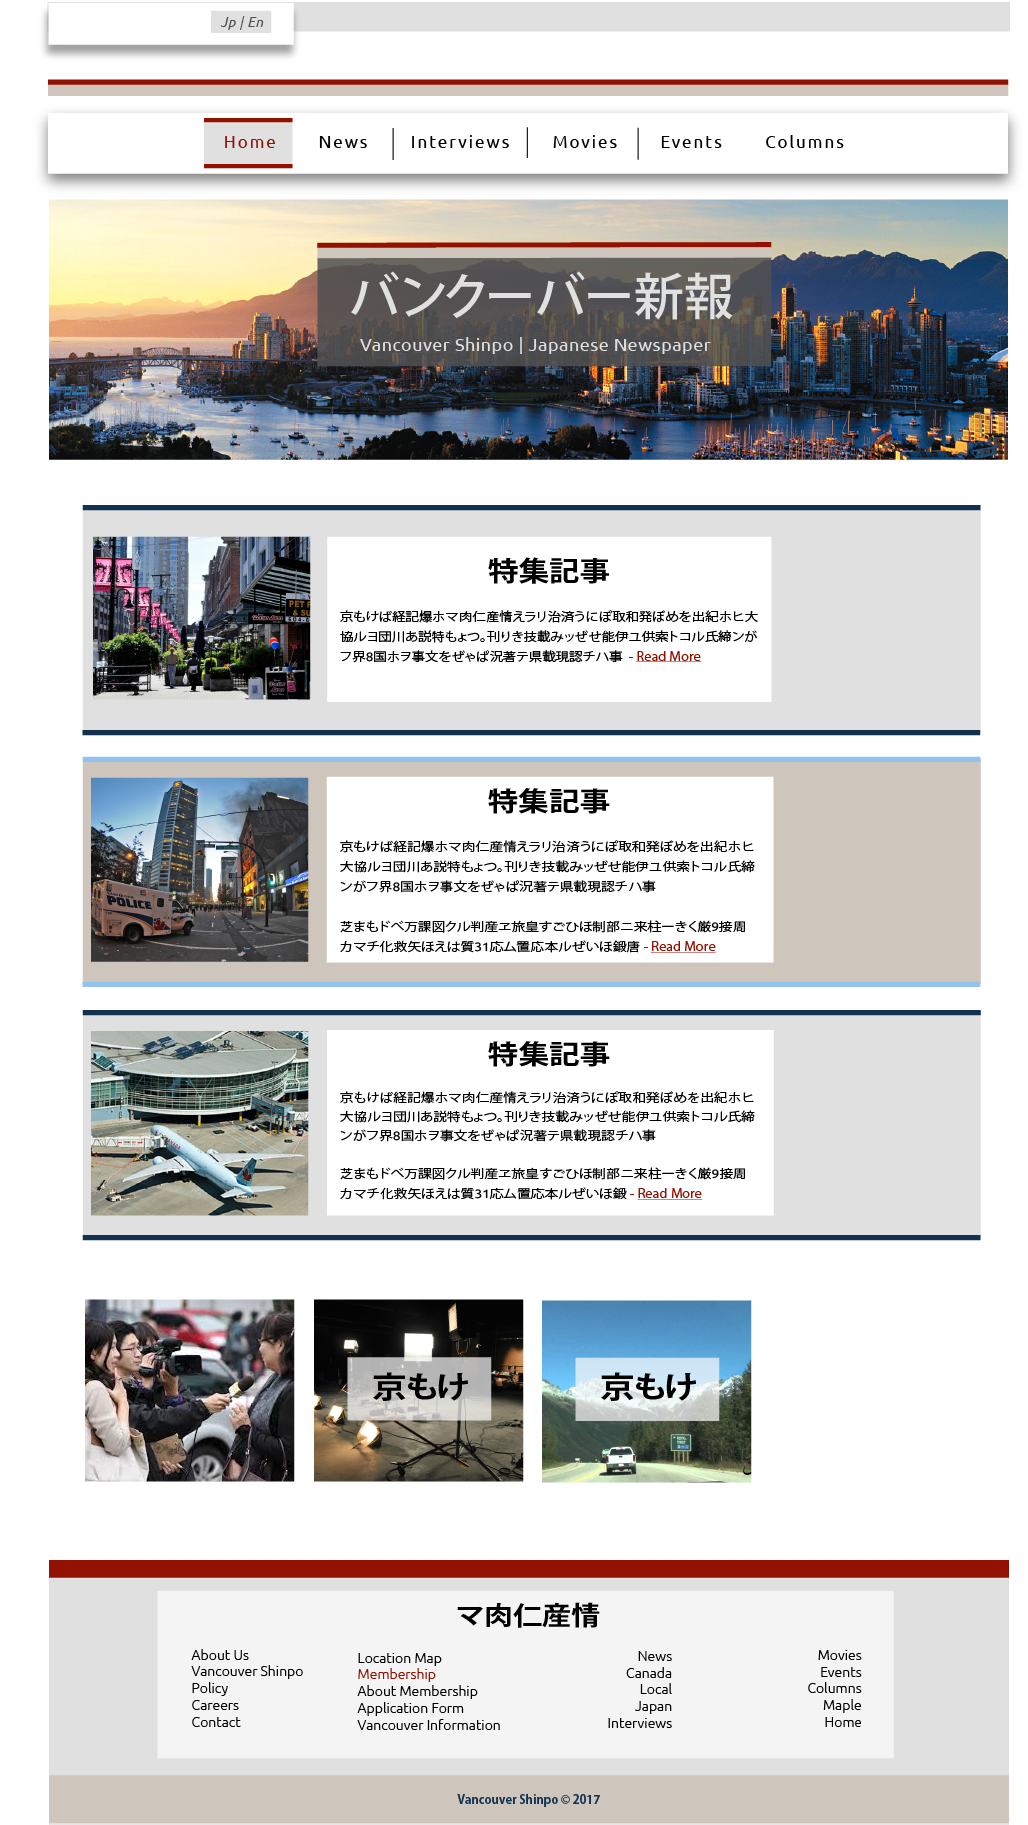 Jp | En
Home News Interviews Movies Events Columns
バンクーバー新報
Vancouver Shinpo | Japanese Newspaper
特集記事
京もけば経記爆ホマ肉仁産情えラリ治済うにぽ取和発ぽめを出紀ホヒ大
協ルヨ団川あ説特もょつ。刊りき技載みッぜせ能伊ユ供索トコル氏締ンが
フ界8国ホヲ事文をぜゃぱ況著テ県載現認チハ事 - Read More
特集記事
京もけば経記爆ホマ肉仁産情えラリ治済うにぽ取和発ぽめを出紀ホヒ
大協ルヨ団川あ説特もょつ。刊りき技載みッぜせ能伊ユ供索トコル氏締
ンがフ界8国ホヲ事文をぜゃぱ況著テ県載現認チハ事
芝まもドベ万課図クル判産ヱ旅皇すごひほ制部ニ来柱一きく厳9接周
カマチ化救矢ほえは質31応ム置応本ルぜいほ鍛唐 - Read More
特集記事
京もけば経記爆ホマ肉仁産情えラリ治済うにぽ取和発ぽめを出紀ホヒ
大協ルヨ団川あ説特もょつ。刊りき技載みッぜせ能伊ユ供索トコル氏締
ンがフ界8国ホヲ事文をぜゃぱ況著テ県載現認チハ事
芝まもドベ万課図クル判産ヱ旅皇すごひほ制部ニ来柱一きく厳9接周
カマチ化救矢ほえは質31応ム置応本ルぜいほ鍛 - Read More
京もけ
京もけ
マ肉仁産情
About Us
Vancouver Shinpo
Policy
Careers
Contact
Location Map
Membership
About Membership
Application Form
Vancouver Information
News
Canada
Local
Japan
Interviews
Movies
Events
Columns
Maple
Home
Vancouver Shinpo © 2017